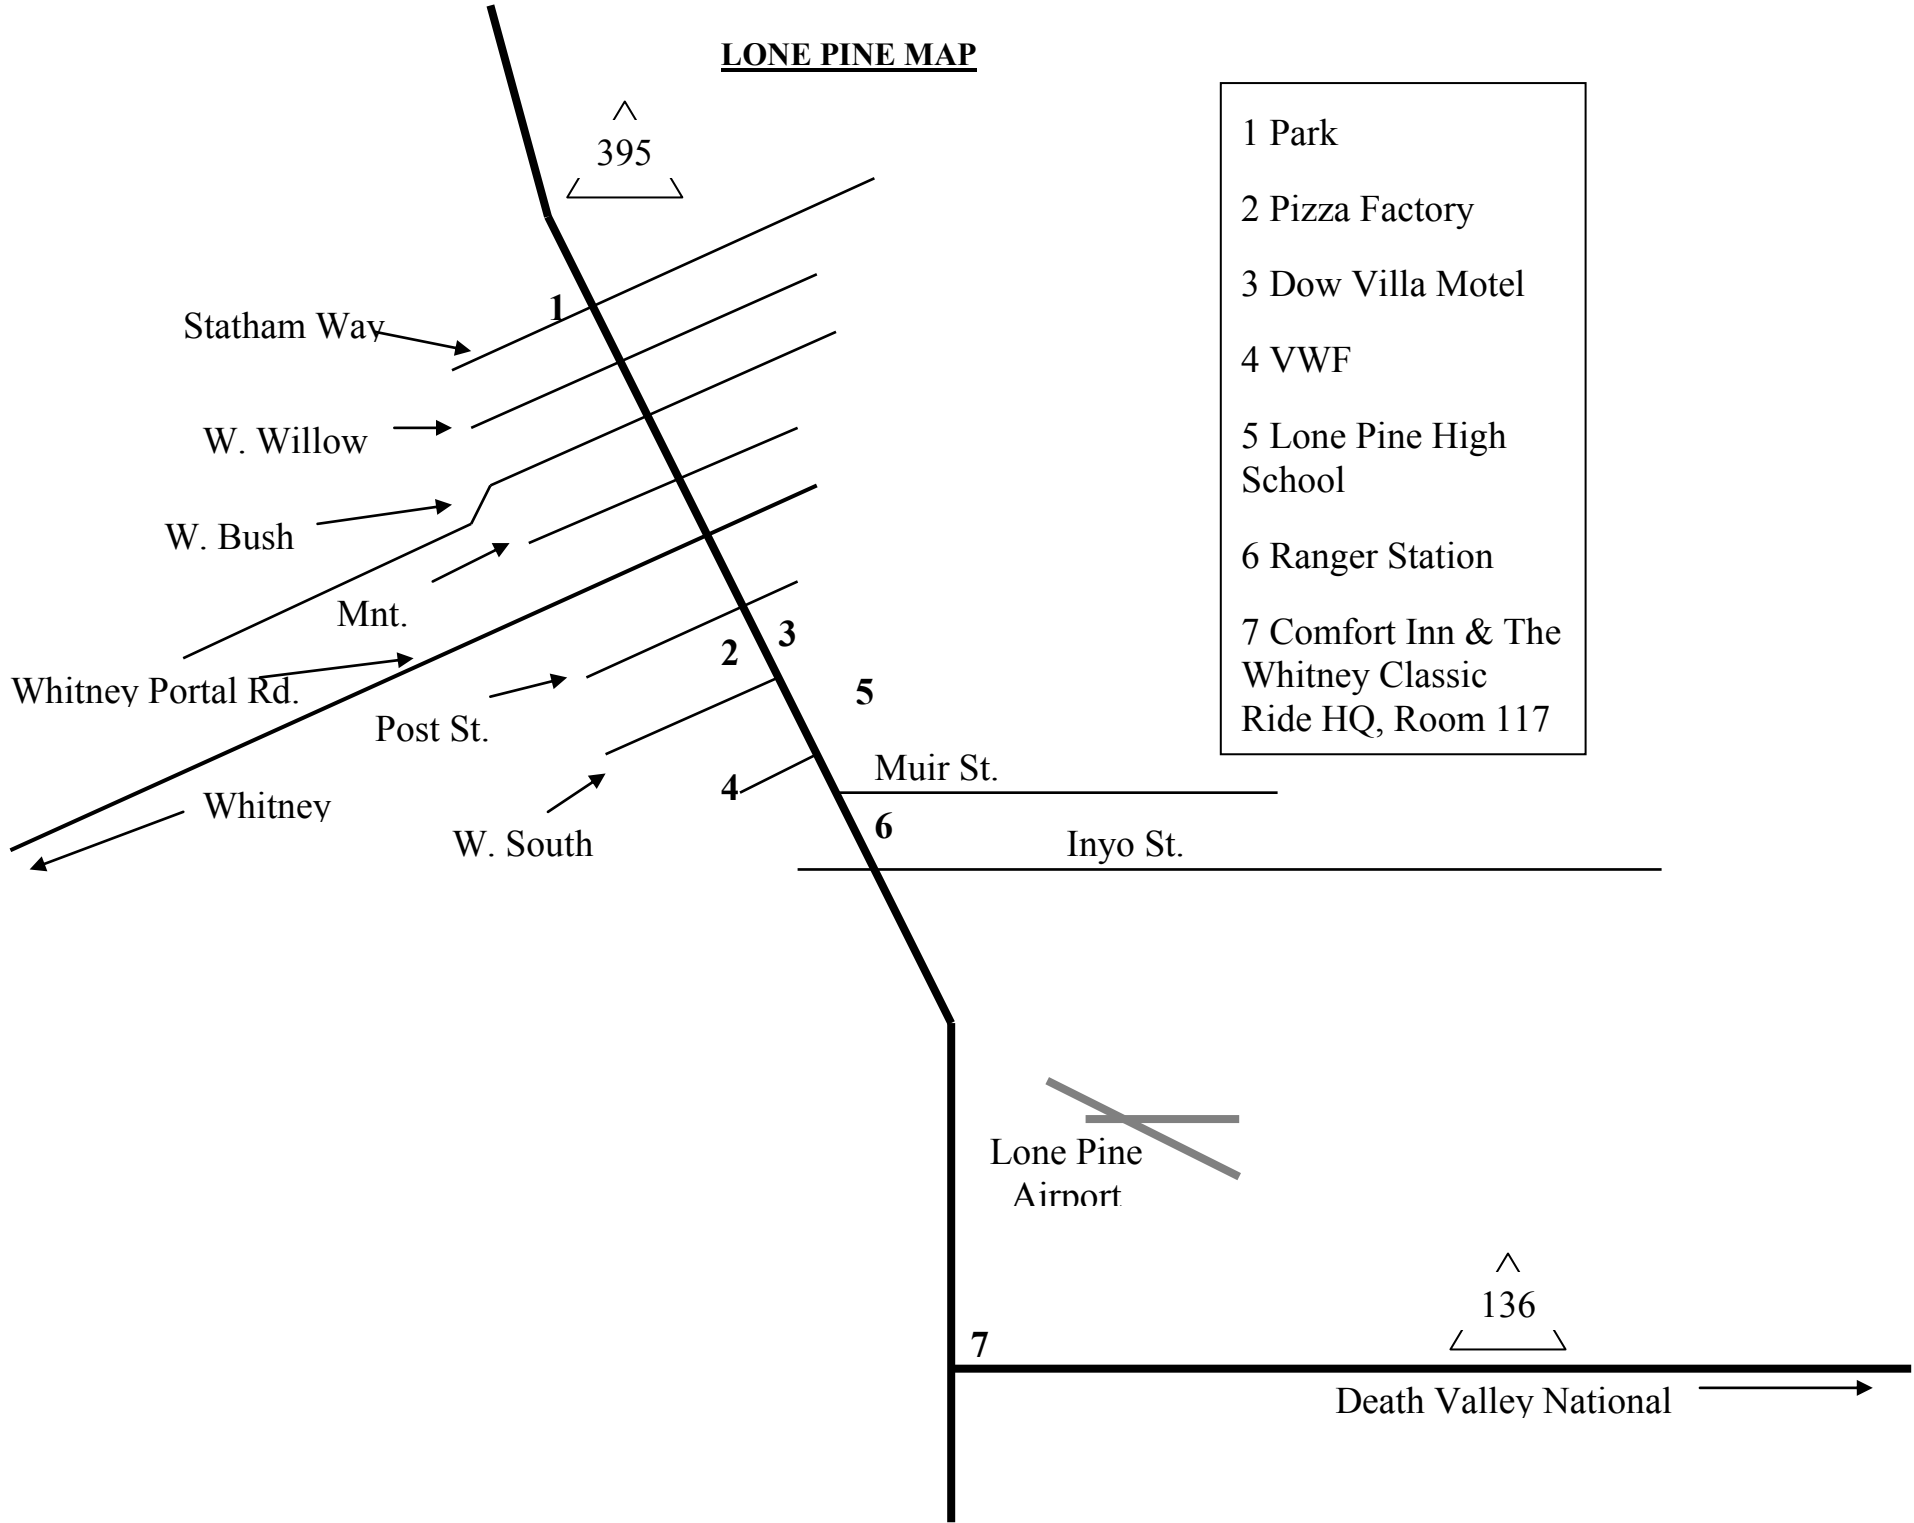 LONE PINE MAP
395
1 Park
2 Pizza Factory
3 Dow Villa Motel
4 VWF
5 Lone Pine High
School
6 Ranger Station
7 Comfort Inn & The
Whitney Classic
Ride HQ, Room 117
1
Statham Way
W. Willow
W. Bush
Mnt.
Whitney Portal Rd.
Post St.
2
3
5
Whitney
4
W. South
Muir St.
6
Inyo St.
Lone Pine
Airport
136
7
Death Valley National